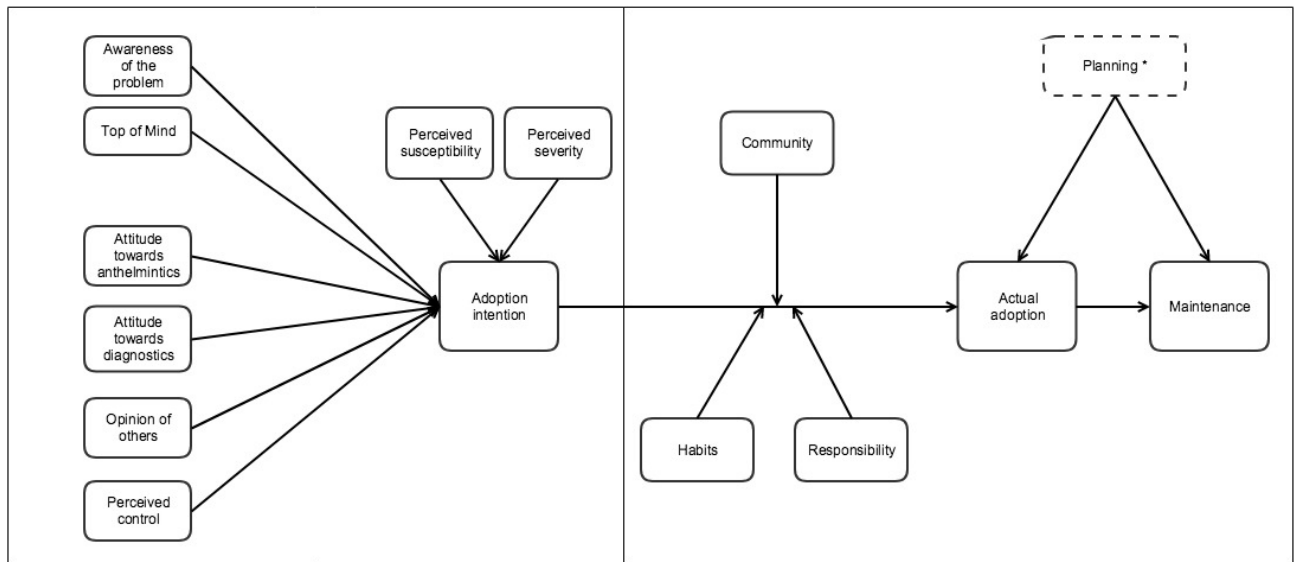 Awareness
of the
problem
Top of Mind
Attitude
towards
anthelmintics
Attitude
towards
diagnostics
Opinion of
others
Perceived
control
Perceived
susceptibility
Perceived
severity
Adoption
intention
Community
Habits
Responsibility
Planning *
Actual
adoption
Maintenance